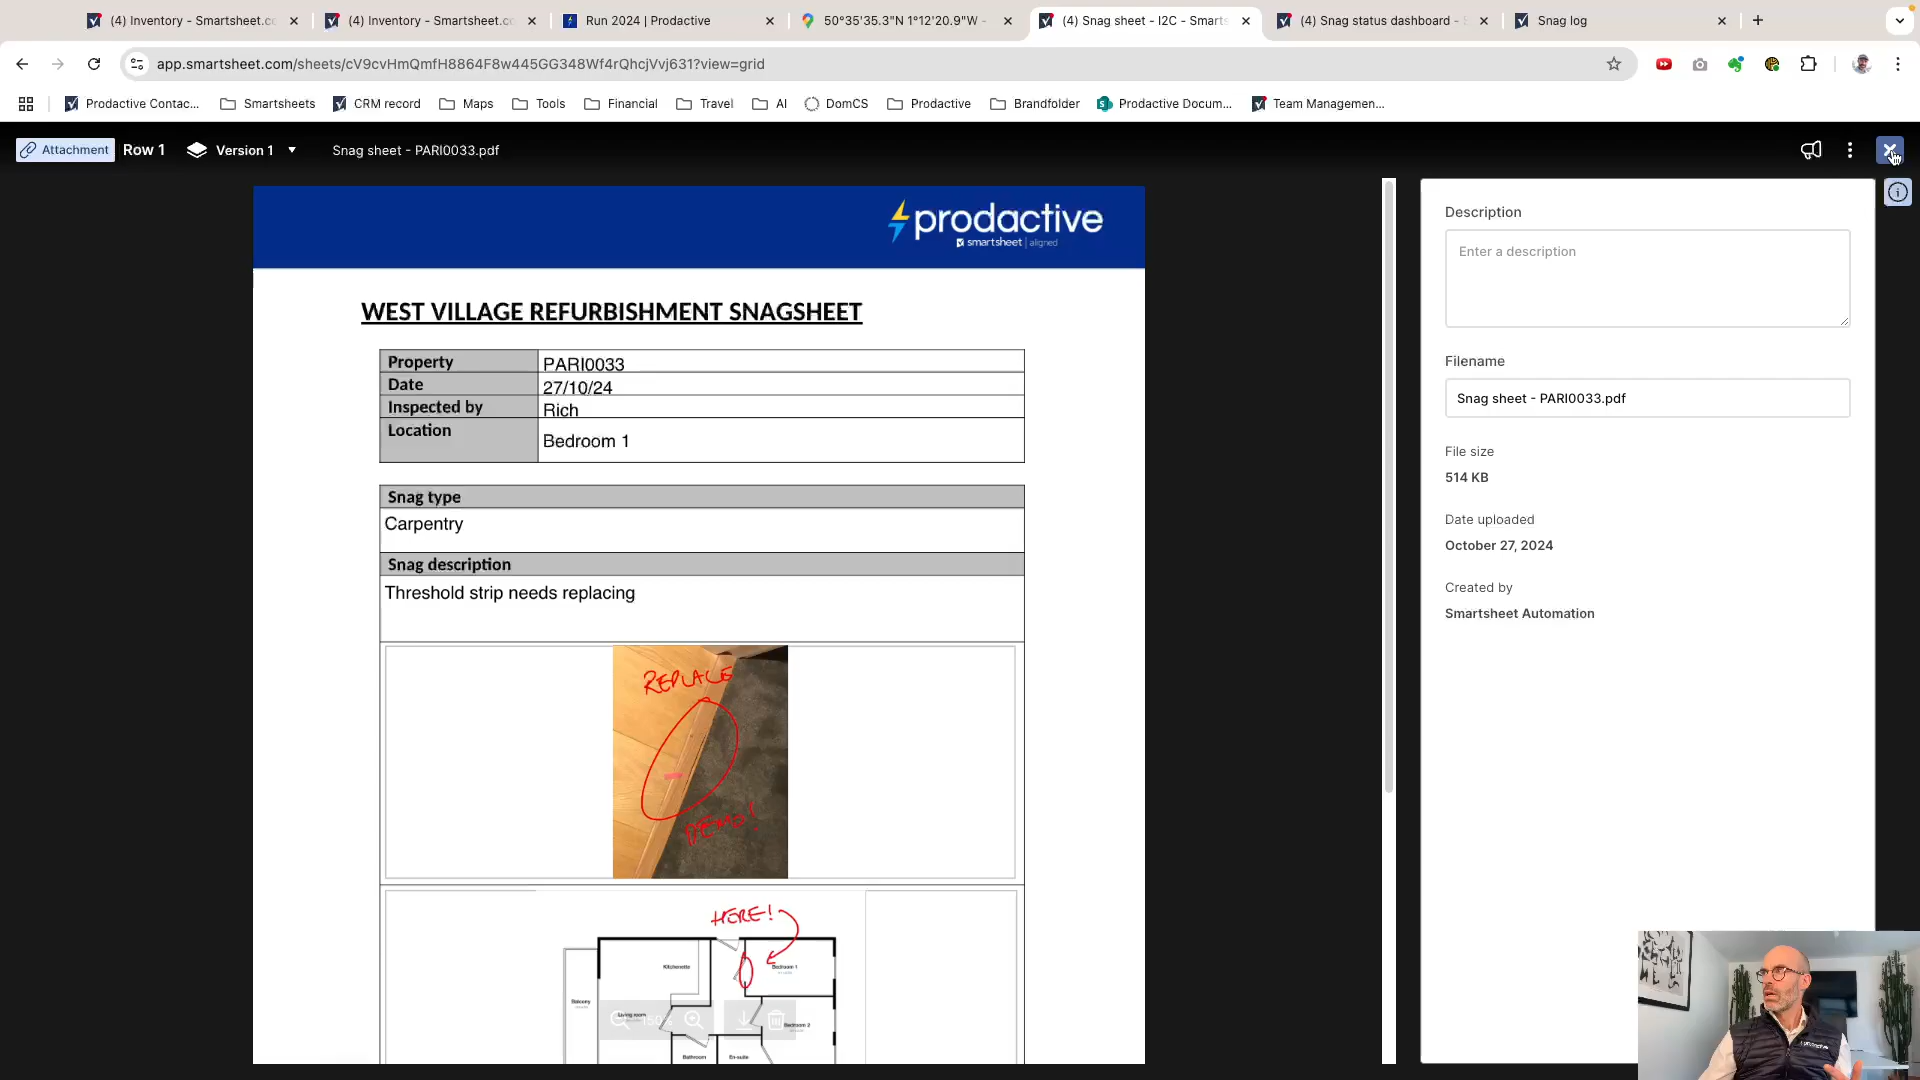 (4) Inventory - Smartsheet.co
(4) Inventory - Smartsheet.co
Run 2024 | Prodactive
50°35'35.3"N 1°12'20.9"W -
(4) Snag sheet - I2C - Smarts
(4) Snag status dashboard - S
Snag log
app.smartsheet.com/sheets/cV9cvHmQmfH8864F8w445GG348Wf4rQhcjVvj631?view=grid
Prodactive Contac...
Smartsheets
CRM record
Maps
Tools
Financial
Travel
AI
DomCS
Prodactive
Brandfolder
Prodactive Docum...
Team Managemen...
Attachment
Row 1
Version 1
Snag sheet - PARI0033.pdf
prodactive
smartsheet | aligned
WEST VILLAGE REFURBISHMENT SNAGSHEET
Property PARI0033
Date 27/10/24
Inspected by Rich
Location Bedroom 1
Snag type
Carpentry
Snag description
Threshold strip needs replacing
REPLACE
DEMO!
HERE!
Kitchenette
Bedroom 1
Balcony
Living room
150%
Bedroom 2
Bathroom
En-suite
Description
Enter a description
Filename
Snag sheet - PARI0033.pdf
File size
514 KB
Date uploaded
October 27, 2024
Created by
Smartsheet Automation